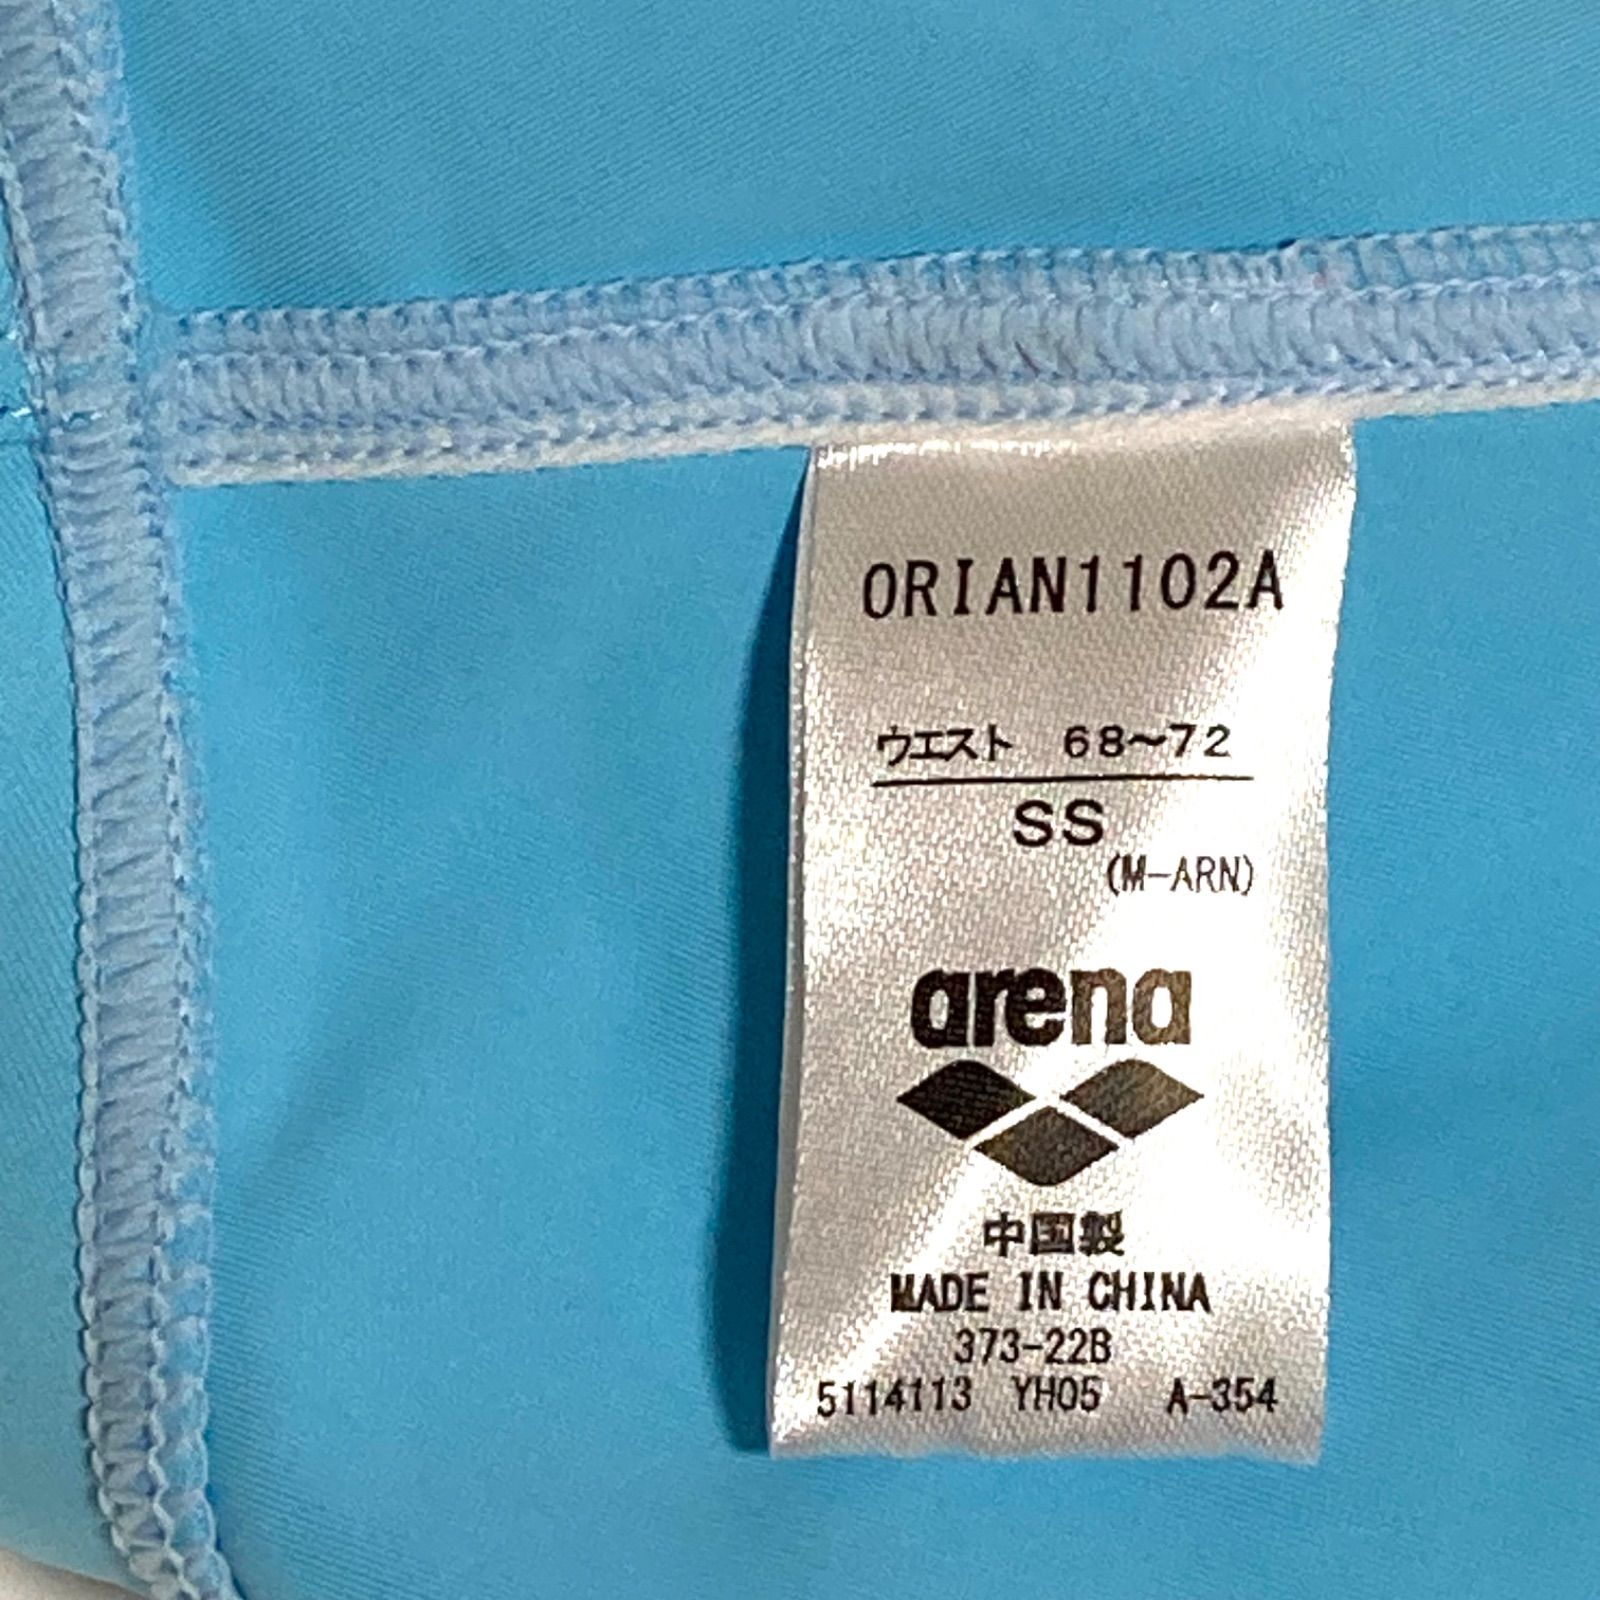 ORIAN1102A
ウエスト 68~72
SS
(M-ARN)
arena
中国製
MADE IN CHINA
373-22B
5114113 YH05 A-354